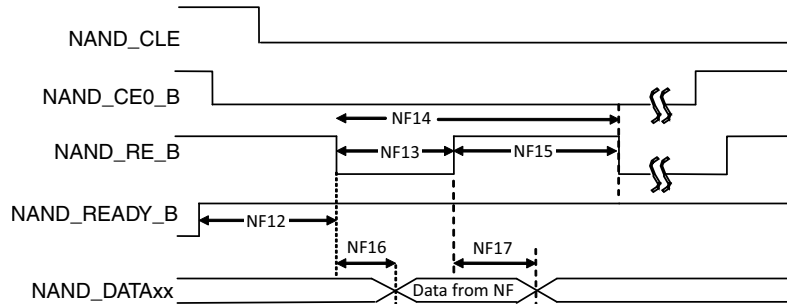 NAND_CLE
NAND_CE0_B
NF14
NAND_RE_B
NF13
NF15
NAND_READY_B
NF12
NF16
NF17
NAND_DATAxx
Data from NF